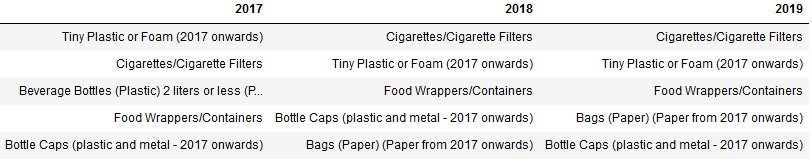 2017 2018 2019
Tiny Plastic or Foam (2017 onwards) Cigarettes/Cigarette Filters Cigarettes/Cigarette Filters
Cigarettes/Cigarette Filters Tiny Plastic or Foam (2017 onwards) Tiny Plastic or Foam (2017 onwards)
Beverage Bottles (Plastic) 2 liters or less (P... Food Wrappers/Containers Food Wrappers/Containers
Food Wrappers/Containers Bottle Caps (plastic and metal - 2017 onwards) Bags (Paper) (Paper from 2017 onwards)
Bottle Caps (plastic and metal - 2017 onwards) Bags (Paper) (Paper from 2017 onwards) Bottle Caps (plastic and metal - 2017 onwards)